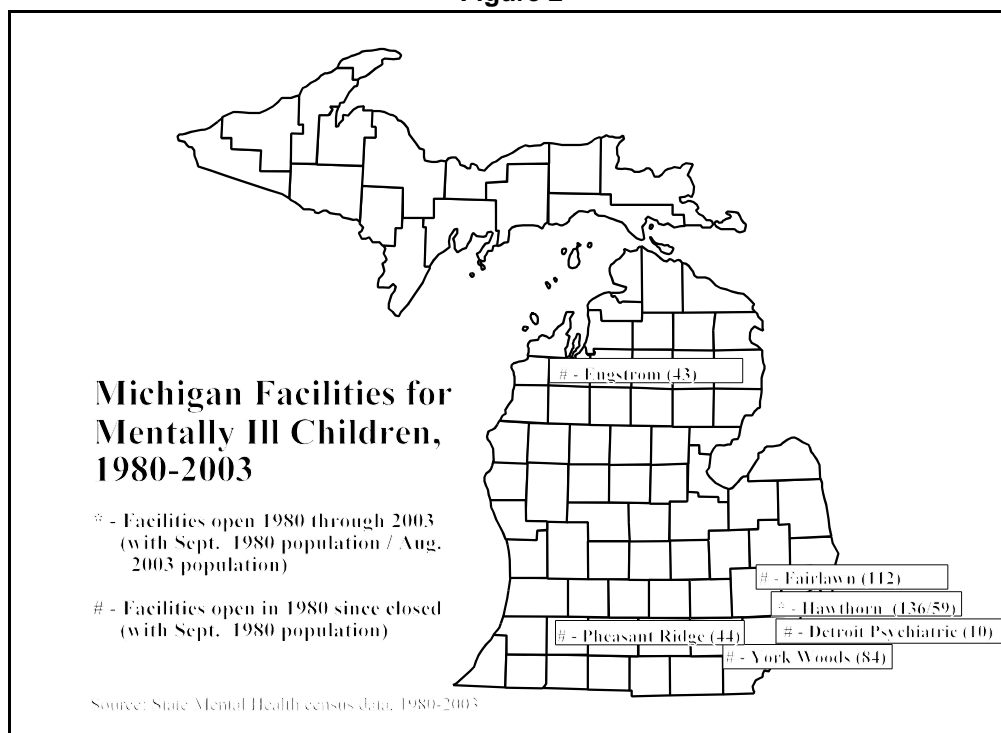 Michigan Facilities for
Mentally Ill Children,
1980-2003
* - Facilities open 1980 through 2003
(with Sept. 1980 population / Aug.
2003 population)
# - Facilities open in 1980 since closed
(with Sept. 1980 population)
# - Engstrom (43)
# - Fairlawn (112)
* - Hawthorn (136/59)
# - Detroit Psychiatric (10)
# - Pheasant Ridge (44)
# - York Woods (84)
Source: State Mental Health census data, 1980-2003